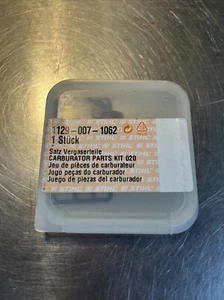 1129-007-1062
1 Stück
Satz Vergaserteile
CARBURATOR PARTS KIT 020
Jeu de pièces de carburateur
Jogo peças do carburador
Juego de piezas del carburador
STIHL